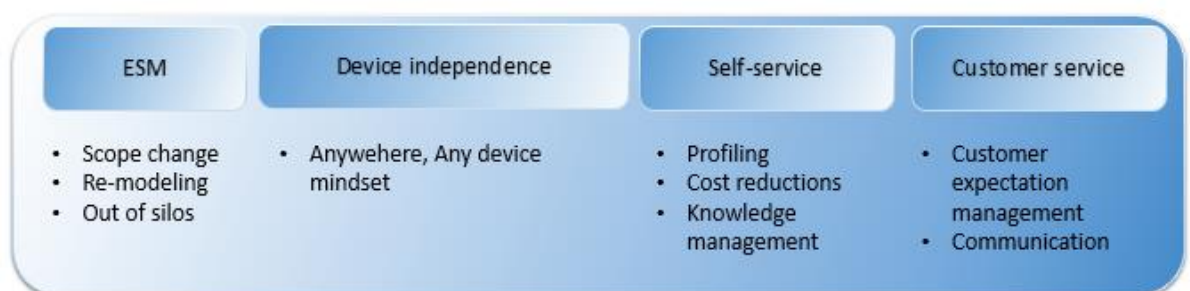 ESM
• Scope change
• Re-modeling
• Out of silos
Device independence
• Anywehere, Any device
mindset
Self-service
• Profiling
• Cost reductions
• Knowledge
management
Customer service
• Customer
expectation
management
• Communication